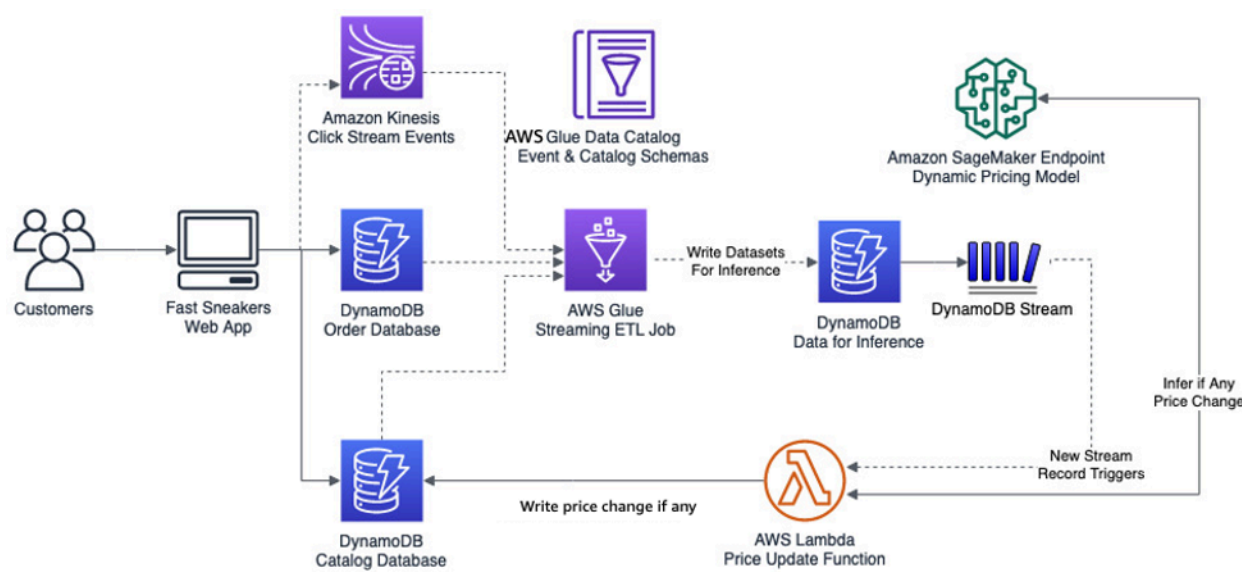 Amazon Kinesis
Click Stream Events
AWS Glue Data Catalog
Event & Catalog Schemas
Amazon SageMaker Endpoint
Dynamic Pricing Model
Customers
Fast Sneakers
Web App
DynamoDB
Order Database
AWS Glue
Streaming ETL Job
Write Datasets
For Inference
DynamoDB
Data for Inference
DynamoDB Stream
Infer if Any
Price Change
New Stream
Record Triggers
Write price change if any
DynamoDB
Catalog Database
AWS Lambda
Price Update Function